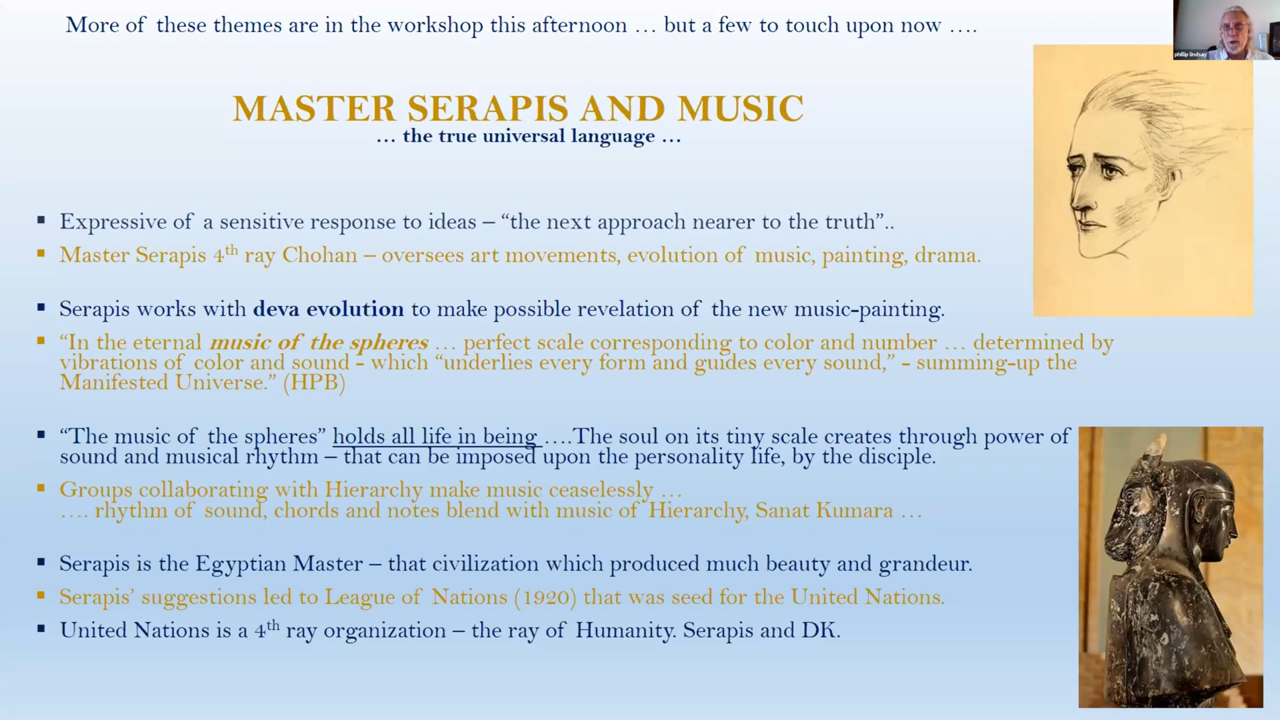 More of these themes are in the workshop this afternoon … but a few to touch upon now ….
phillip lindsay
MASTER SERAPIS AND MUSIC
… the true universal language …
▪ Expressive of a sensitive response to ideas – “the next approach nearer to the truth”..
▪ Master Serapis 4th ray Chohan – oversees art movements, evolution of music, painting, drama.
▪ Serapis works with deva evolution to make possible revelation of the new music-painting.
▪ “In the eternal music of the spheres … perfect scale corresponding to color and number … determined by
vibrations of color and sound - which “underlies every form and guides every sound,” - summing-up the
Manifested Universe.” (HPB)
▪ “The music of the spheres” holds all life in being ….The soul on its tiny scale creates through power of
sound and musical rhythm – that can be imposed upon the personality life, by the disciple.
▪ Groups collaborating with Hierarchy make music ceaselessly …
…. rhythm of sound, chords and notes blend with music of Hierarchy, Sanat Kumara …
▪ Serapis is the Egyptian Master – that civilization which produced much beauty and grandeur.
▪ Serapis’ suggestions led to League of Nations (1920) that was seed for the United Nations.
▪ United Nations is a 4th ray organization – the ray of Humanity. Serapis and DK.